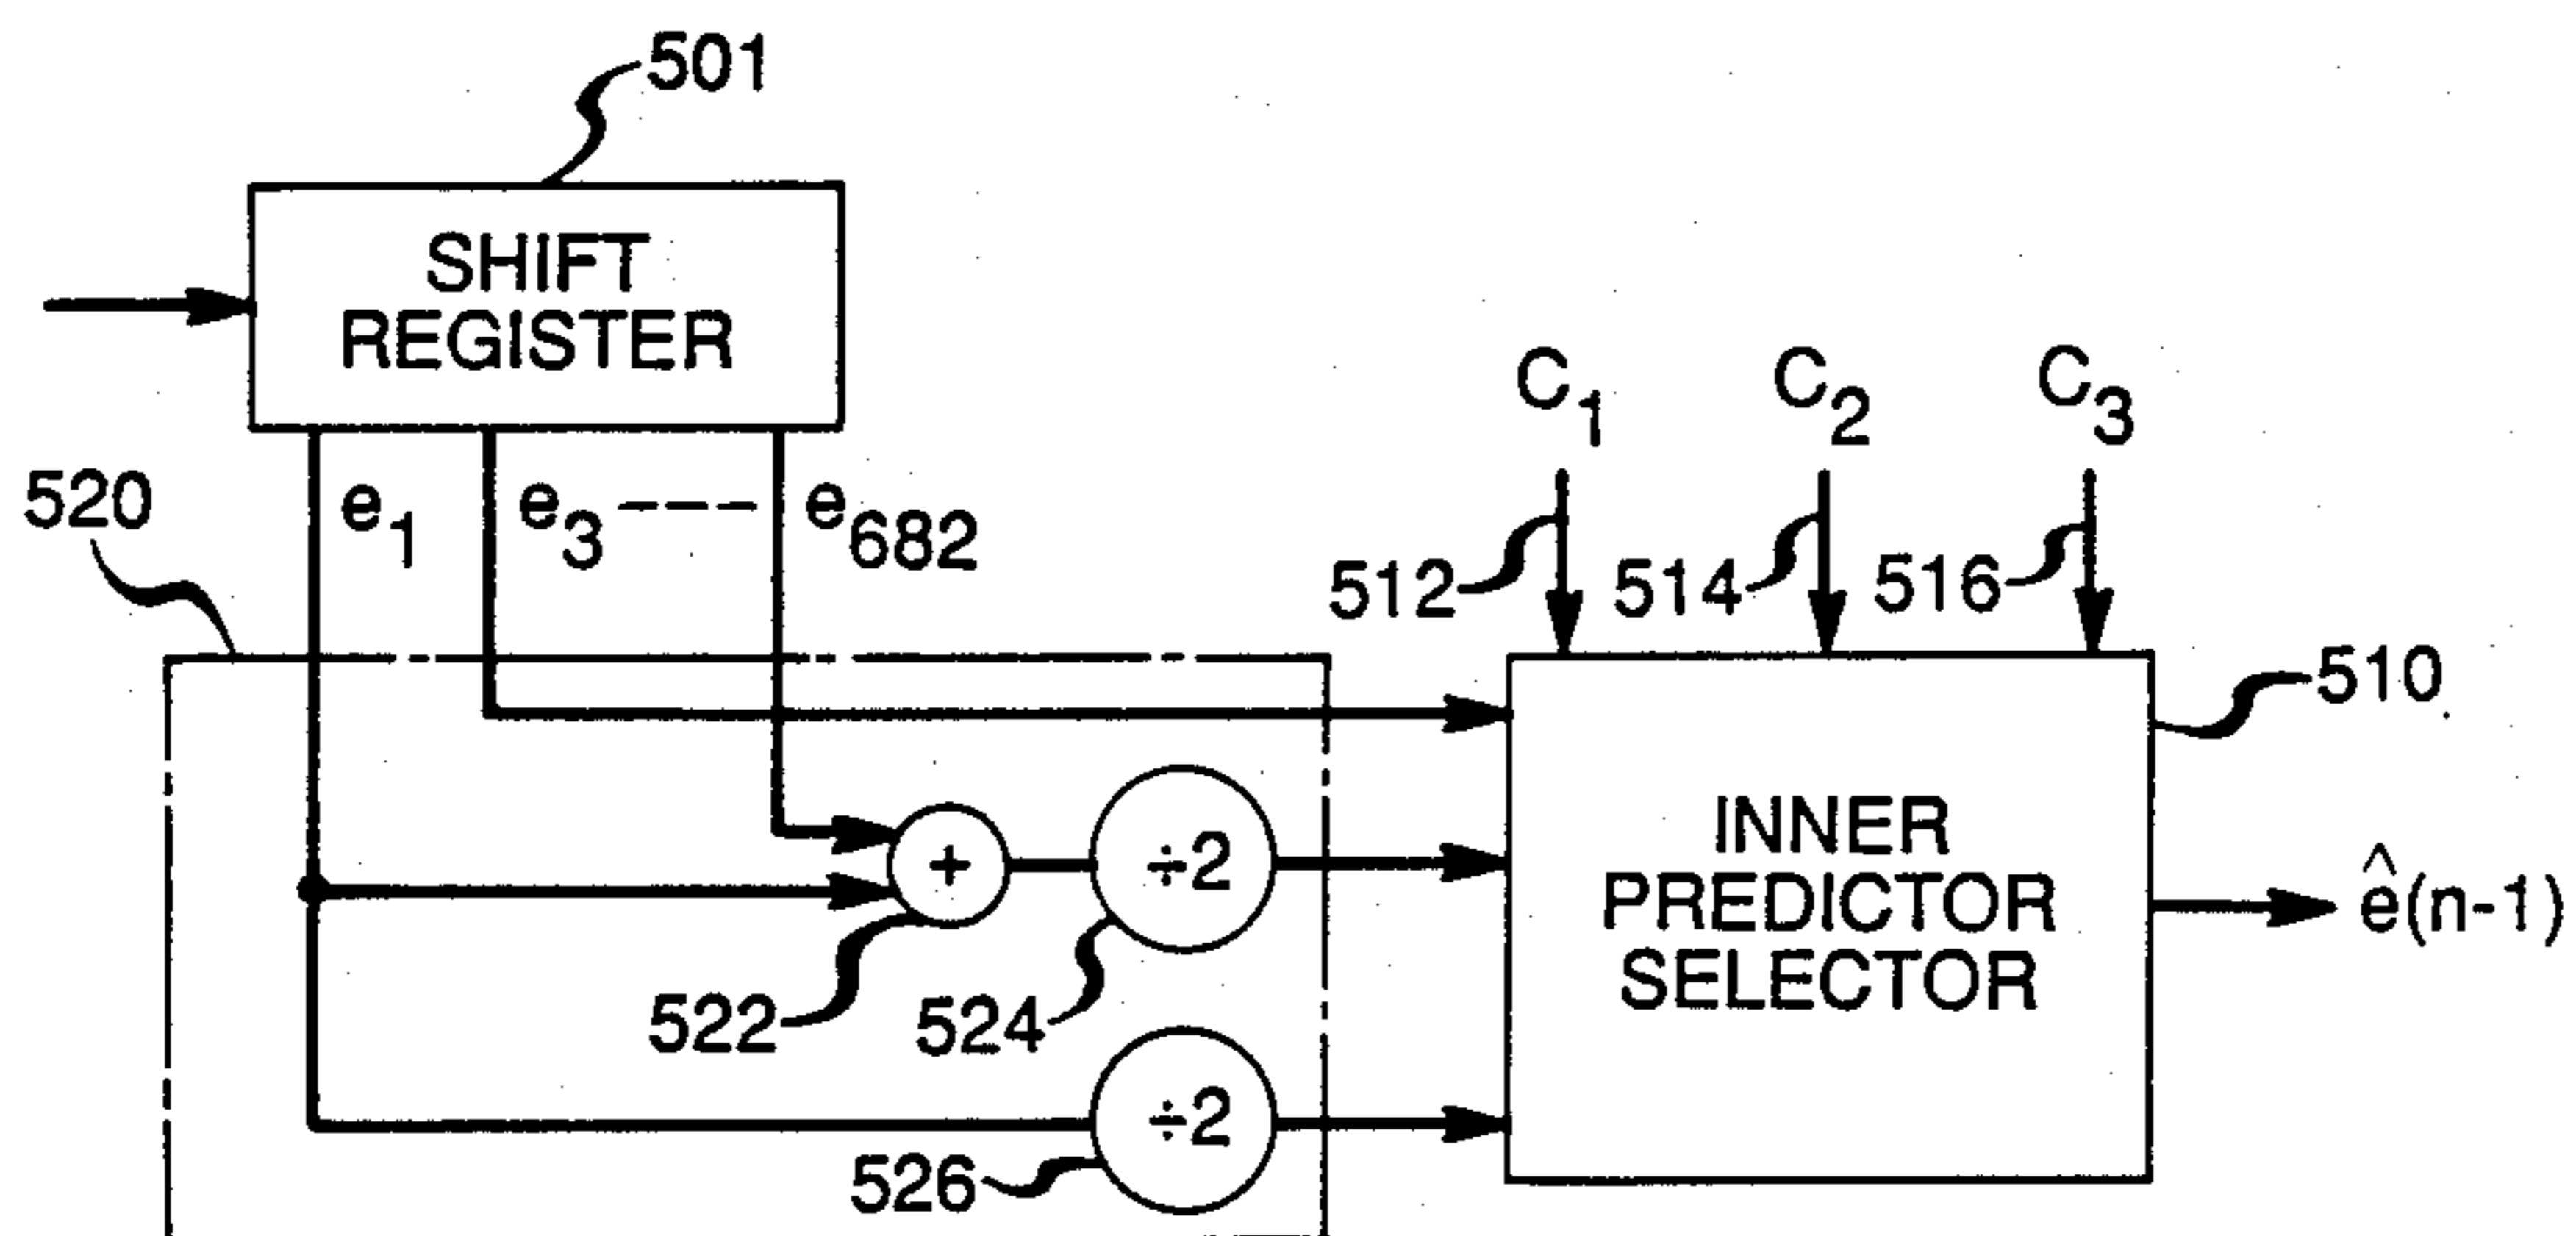 501
SHIFT
REGISTER
520
e1 e3 ---- e682
C1 C2 C3
512 514 516
510
+ ÷2
INNER
PREDICTOR
SELECTOR
ê(n-1)
522 524
÷2
526